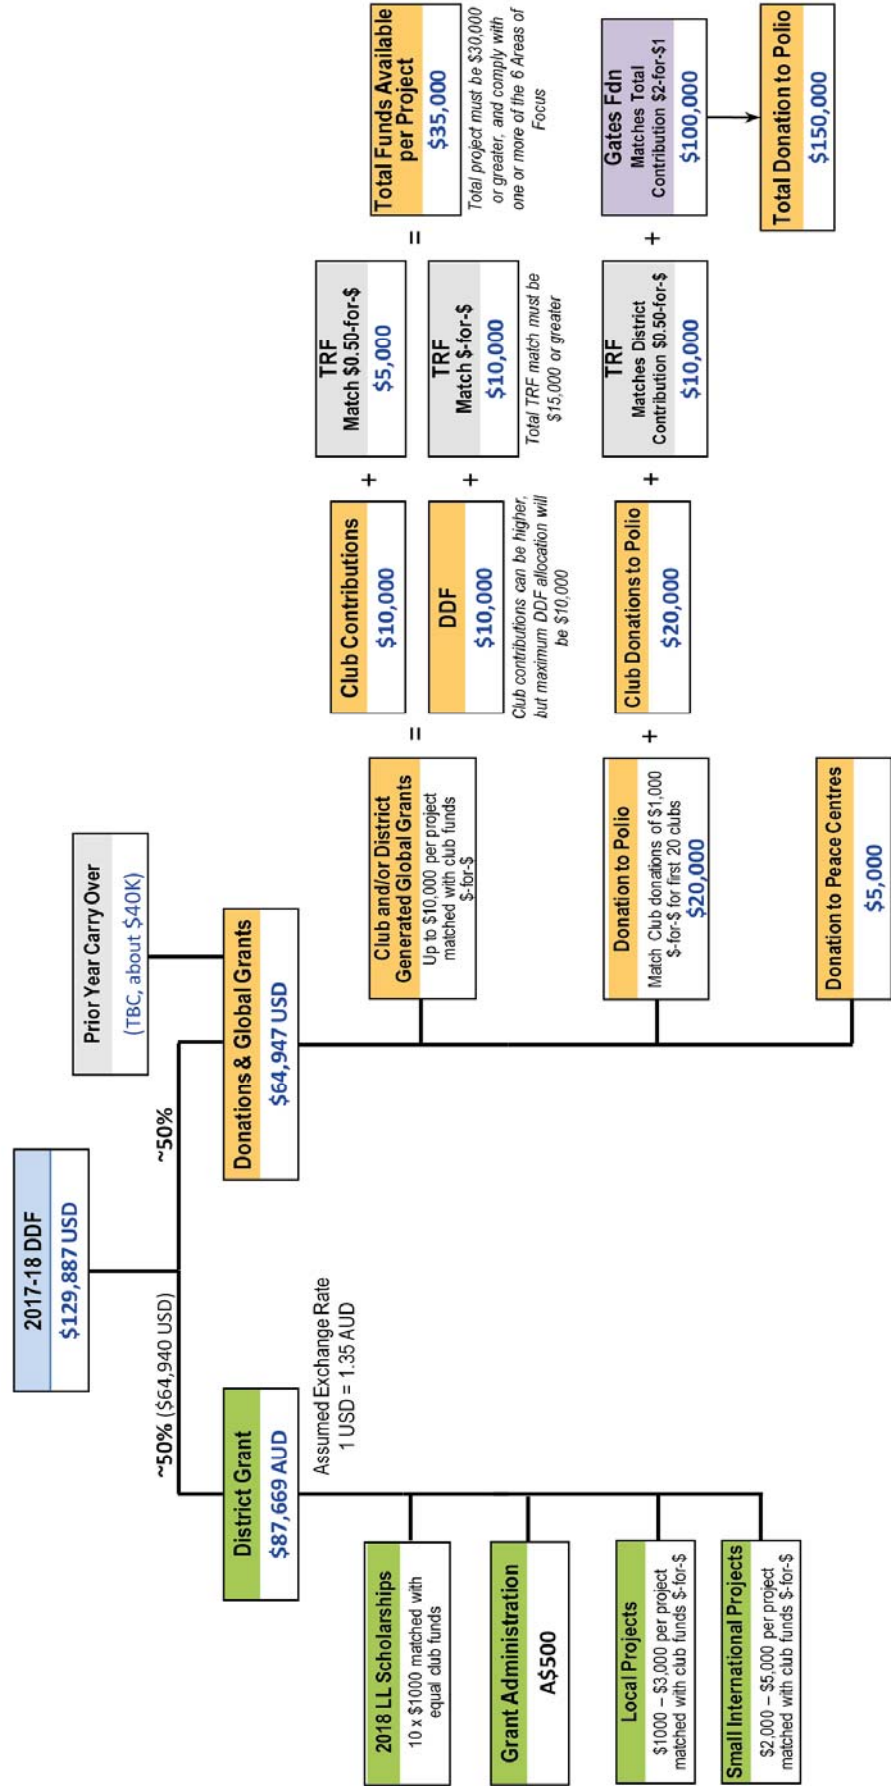 2017-18 DDF
$129,887 USD
~50% ($64,940 USD)
~50%
Prior Year Carry Over
(TBC, about $40K)
District Grant
$87,669 AUD
Assumed Exchange Rate
1 USD = 1.35 AUD
Donations & Global Grants
$64,947 USD
2018 LL Scholarships
10 x $1000 matched with
equal club funds
Grant Administration
A$500
Local Projects
$1000 – $3,000 per project
matched with club funds $-for-$
Small International Projects
$2,000 – $5,000 per project
matched with club funds $-for-$
Club and/or District
Generated Global Grants
Up to $10,000 per project
matched with club funds
$-for-$
=
Club Contributions
$10,000
+
TRF
Match $0.50-for-$
$5,000
DDF
$10,000
+
TRF
Match $-for-$
$10,000
=
Total Funds Available
per Project
$35,000
Club contributions can be higher,
but maximum DDF allocation will
be $10,000
Total TRF match must be
$15,000 or greater
Total project must be $30,000
or greater, and comply with
one or more of the 6 Areas of
Focus
Donation to Polio
Match Club donations of $1,000
$-for-$ for first 20 clubs
$20,000
+
Club Donations to Polio
$20,000
+
TRF
Matches District
Contribution $0.50-for-$
$10,000
+
Gates Fdn
Matches Total
Contribution $2-for-$1
$100,000
Total Donation to Polio
$150,000
Donation to Peace Centres
$5,000